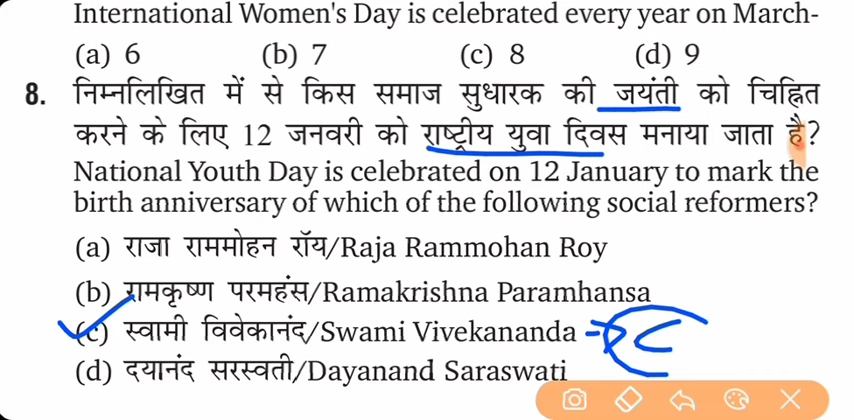 International Women's Day is celebrated every year on March-
(a) 6 (b) 7 (c) 8 (d) 9
8. निम्नलिखित में से किस समाज सुधारक की जयंती को चिह्नित
करने के लिए 12 जनवरी को राष्ट्रीय युवा दिवस मनाया जाता है?
National Youth Day is celebrated on 12 January to mark the
birth anniversary of which of the following social reformers?
(a) राजा राममोहन रॉय/Raja Rammohan Roy
(b) रामकृष्ण परमहंस/Ramakrishna Paramhansa
(c) स्वामी विवेकानंद/Swami Vivekananda
(d) दयानंद सरस्वती/Dayanand Saraswati